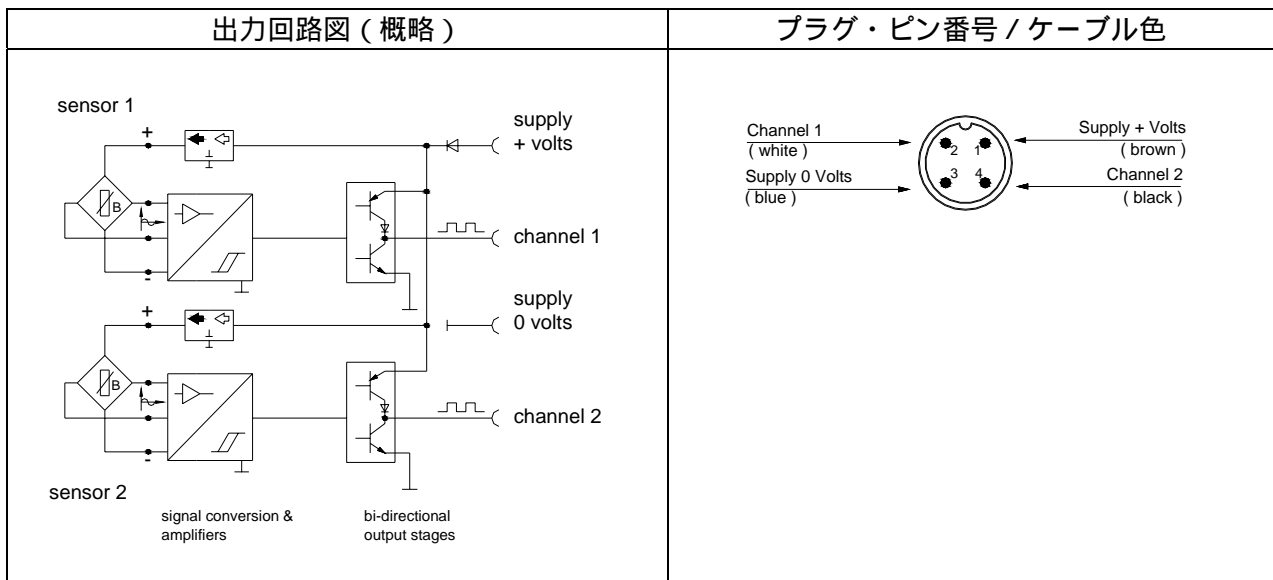 出力回路図 ( 概略 )
プラグ・ピン番号 / ケーブル色
sensor 1
+
supply
+ volts
B
channel 1
-
supply
0 volts
+
B
channel 2
-
sensor 2
signal conversion &
amplifiers
bi-directional
output stages
Channel 1
( white )
Supply 0 Volts
( blue )
2 1
3 4
Supply + Volts
( brown )
Channel 2
( black )